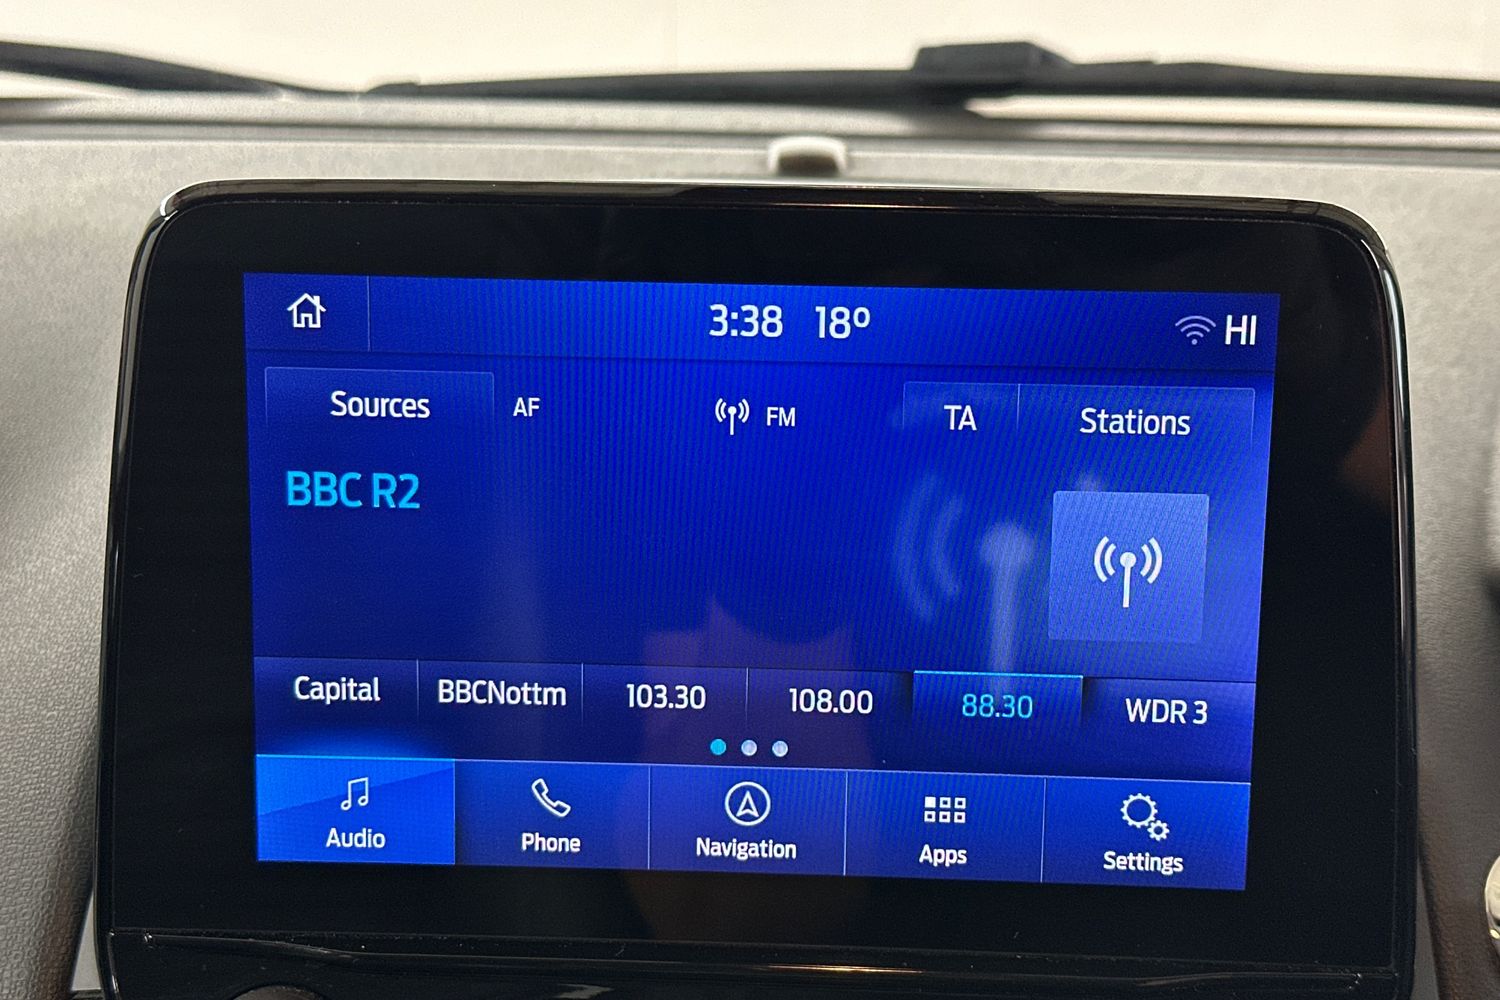 3:38 18º HI
Sources AF FM TA Stations
BBC R2
Capital BBCNottm 103.30 108.00 88.30 WDR 3
Audio Phone Navigation Apps Settings